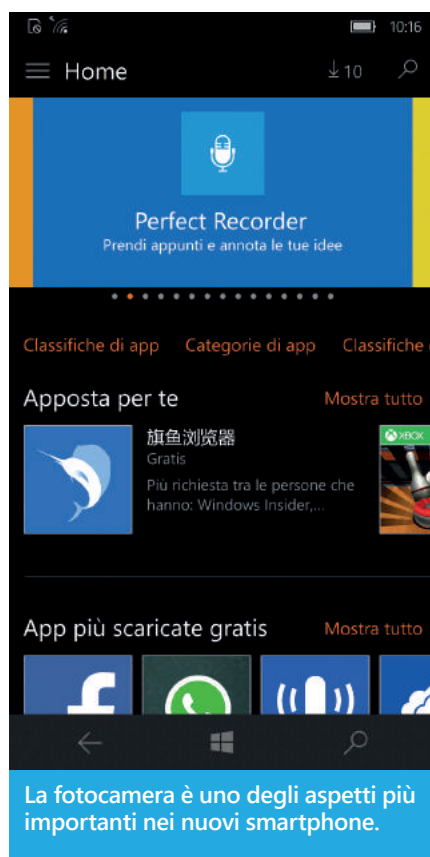 10:16
Home
10
Perfect Recorder
Prendi appunti e annota le tue idee
Classifiche di app Categorie di app Classifiche
Apposta per te Mostra tutto
旗鱼浏览器
Gratis
Più richiesta tra le persone che
hanno: Windows Insider,...
XBOX
App più scaricate gratis Mostra tutto
La fotocamera è uno degli aspetti più
importanti nei nuovi smartphone.